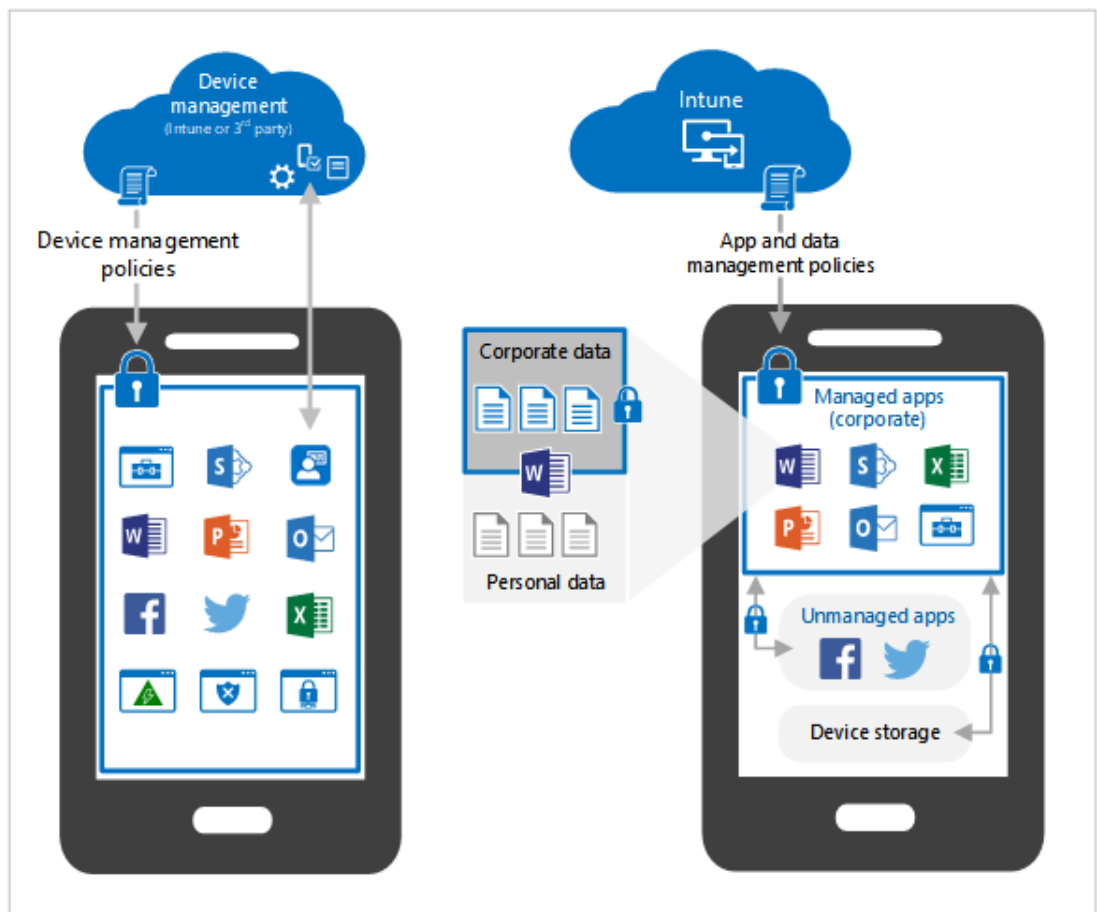 Device
management
(Intune or 3rd party)
Device management
policies
Intune
App and data
management policies
Corporate data
W
Personal data
S
W
P
O
X
Managed apps
(corporate)
W
S
X
P
O
Unmanaged apps
Device storage